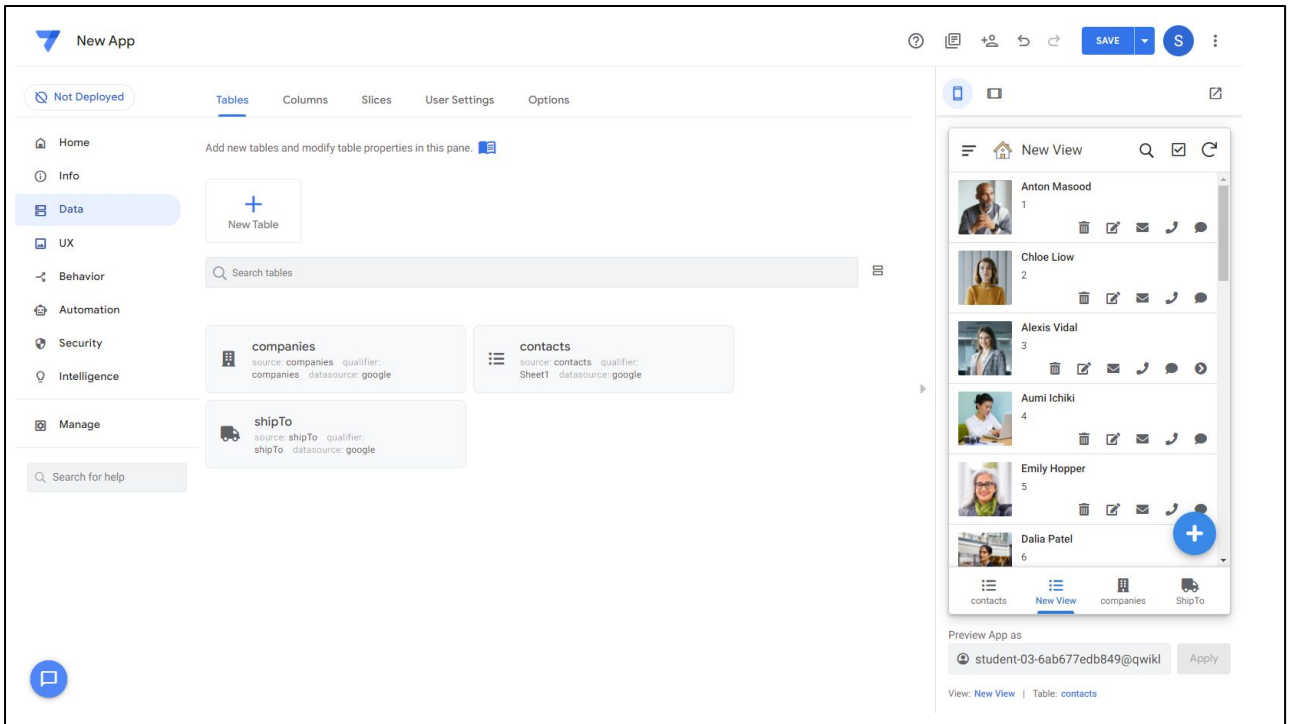 New App
SAVE
S
Not Deployed
Tables Columns Slices User Settings Options
Home
Info
Data
UX
Behavior
Automation
Security
Intelligence
Manage
Search for help
Add new tables and modify table properties in this pane.
New Table
Search tables
companies
source: companies qualifier:
companies datasource: google
contacts
source: contacts qualifier:
Sheet1 datasource: google
shipTo
source: shipTo qualifier:
shipTo datasource: google
New View
Anton Masood
1
Chloe Liow
2
Alexis Vidal
3
Aumi Ichiki
4
Emily Hopper
5
Dalia Patel
6
contacts New View companies ShipTo
Preview App as
student-03-6ab677edb849@qwikl Apply
View: New View | Table: contacts